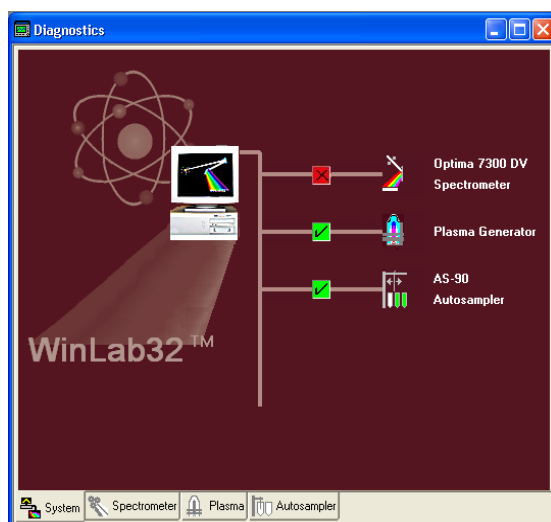 Diagnostics
Optima 7300 DV
Spectrometer
Plasma Generator
AS-90
Autosampler
WinLab32™
System
Spectrometer
Plasma
Autosampler